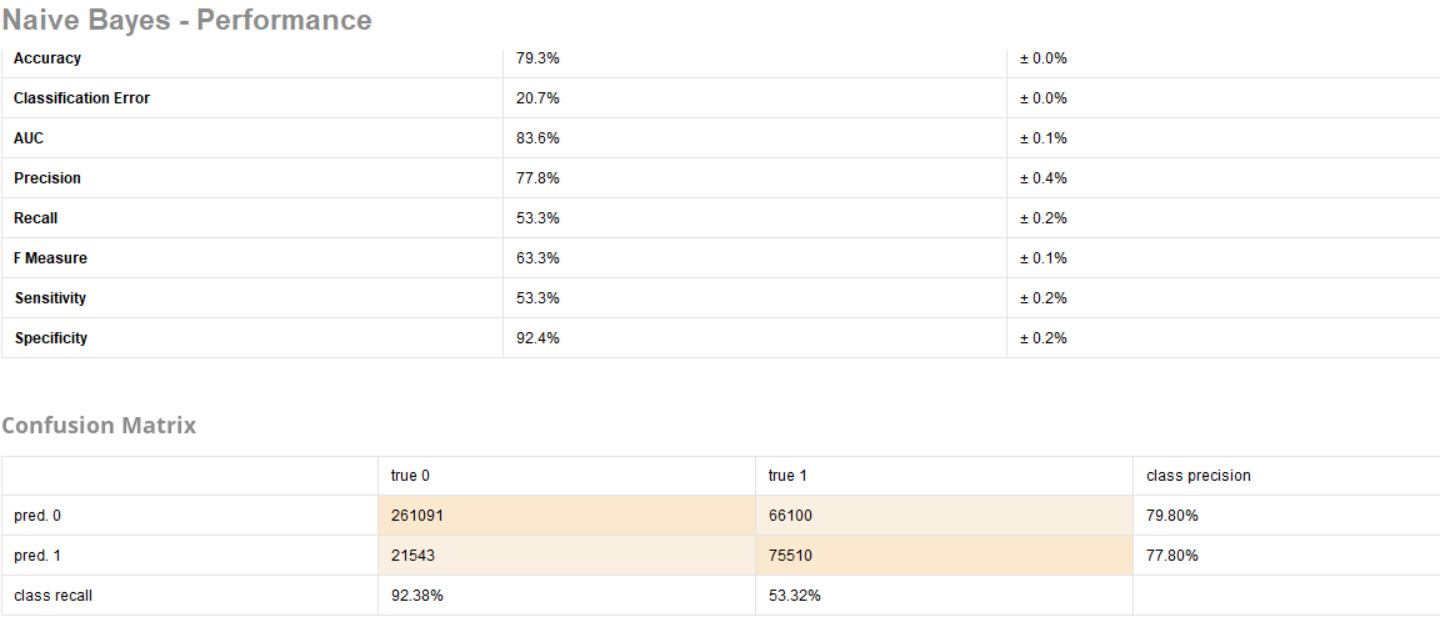 Naive Bayes - Performance
Accuracy 79.3% ± 0.0%
Classification Error 20.7% ± 0.0%
AUC 83.6% ± 0.1%
Precision 77.8% ± 0.4%
Recall 53.3% ± 0.2%
F Measure 63.3% ± 0.1%
Sensitivity 53.3% ± 0.2%
Specificity 92.4% ± 0.2%
Confusion Matrix
true 0 true 1 class precision
pred. 0 261091 66100 79.80%
pred. 1 21543 75510 77.80%
class recall 92.38% 53.32%